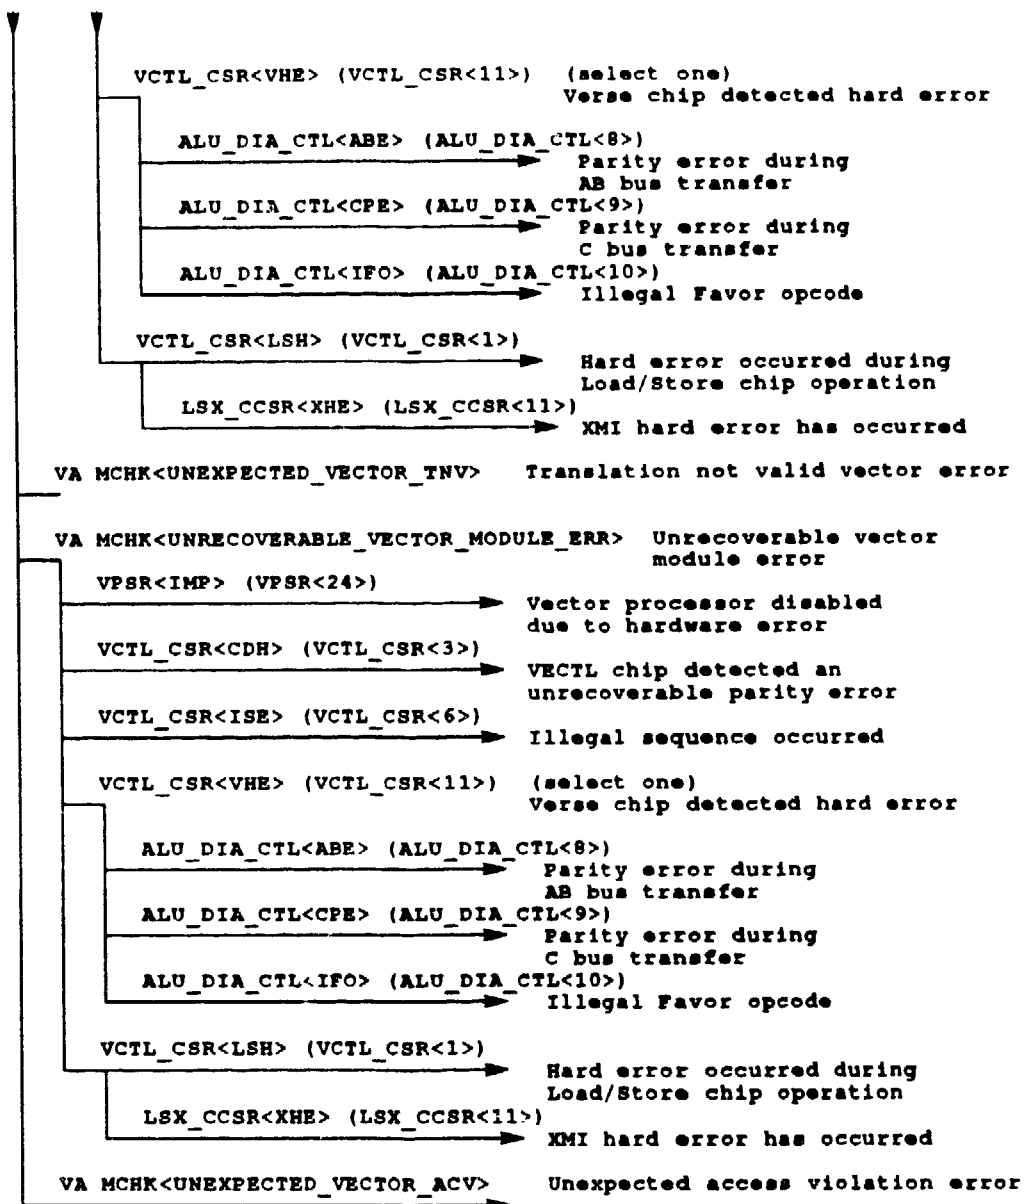 VCTL_CSR<VHE> (VCTL_CSR<11>) (select one)
Verse chip detected hard error
ALU_DIA_CTL<ABE> (ALU_DIA_CTL<8>)
Parity error during
AB bus transfer
ALU_DIA_CTL<CPE> (ALU_DIA_CTL<9>)
Parity error during
C bus transfer
ALU_DIA_CTL<IFO> (ALU_DIA_CTL<10>)
Illegal Favor opcode
VCTL_CSR<LSH> (VCTL_CSR<1>)
Hard error occurred during
Load/Store chip operation
LSX_CCSR<XHE> (LSX_CCSR<11>)
XMI hard error has occurred
VA MCHK<UNEXPECTED_VECTOR_TNV> Translation not valid vector error
VA MCHK<UNRECOVERABLE_VECTOR_MODULE_ERR> Unrecoverable vector
module error
VPSR<IMP> (VPSR<24>)
Vector processor disabled
due to hardware error
VCTL_CSR<CDH> (VCTL_CSR<3>)
VECTL chip detected an
unrecoverable parity error
VCTL_CSR<ISE> (VCTL_CSR<6>)
Illegal sequence occurred
VCTL_CSR<VHE> (VCTL_CSR<11>) (select one)
Verse chip detected hard error
ALU_DIA_CTL<ABE> (ALU_DIA_CTL<8>)
Parity error during
AB bus transfer
ALU_DIA_CTL<CPE> (ALU_DIA_CTL<9>)
Parity error during
C bus transfer
ALU_DIA_CTL<IFO> (ALU_DIA_CTL<10>)
Illegal Favor opcode
VCTL_CSR<LSH> (VCTL_CSR<1>)
Hard error occurred during
Load/Store chip operation
LSX_CCSR<XHE> (LSX_CCSR<11>)
XMI hard error has occurred
VA MCHK<UNEXPECTED_VECTOR_ACV> Unexpected access violation error